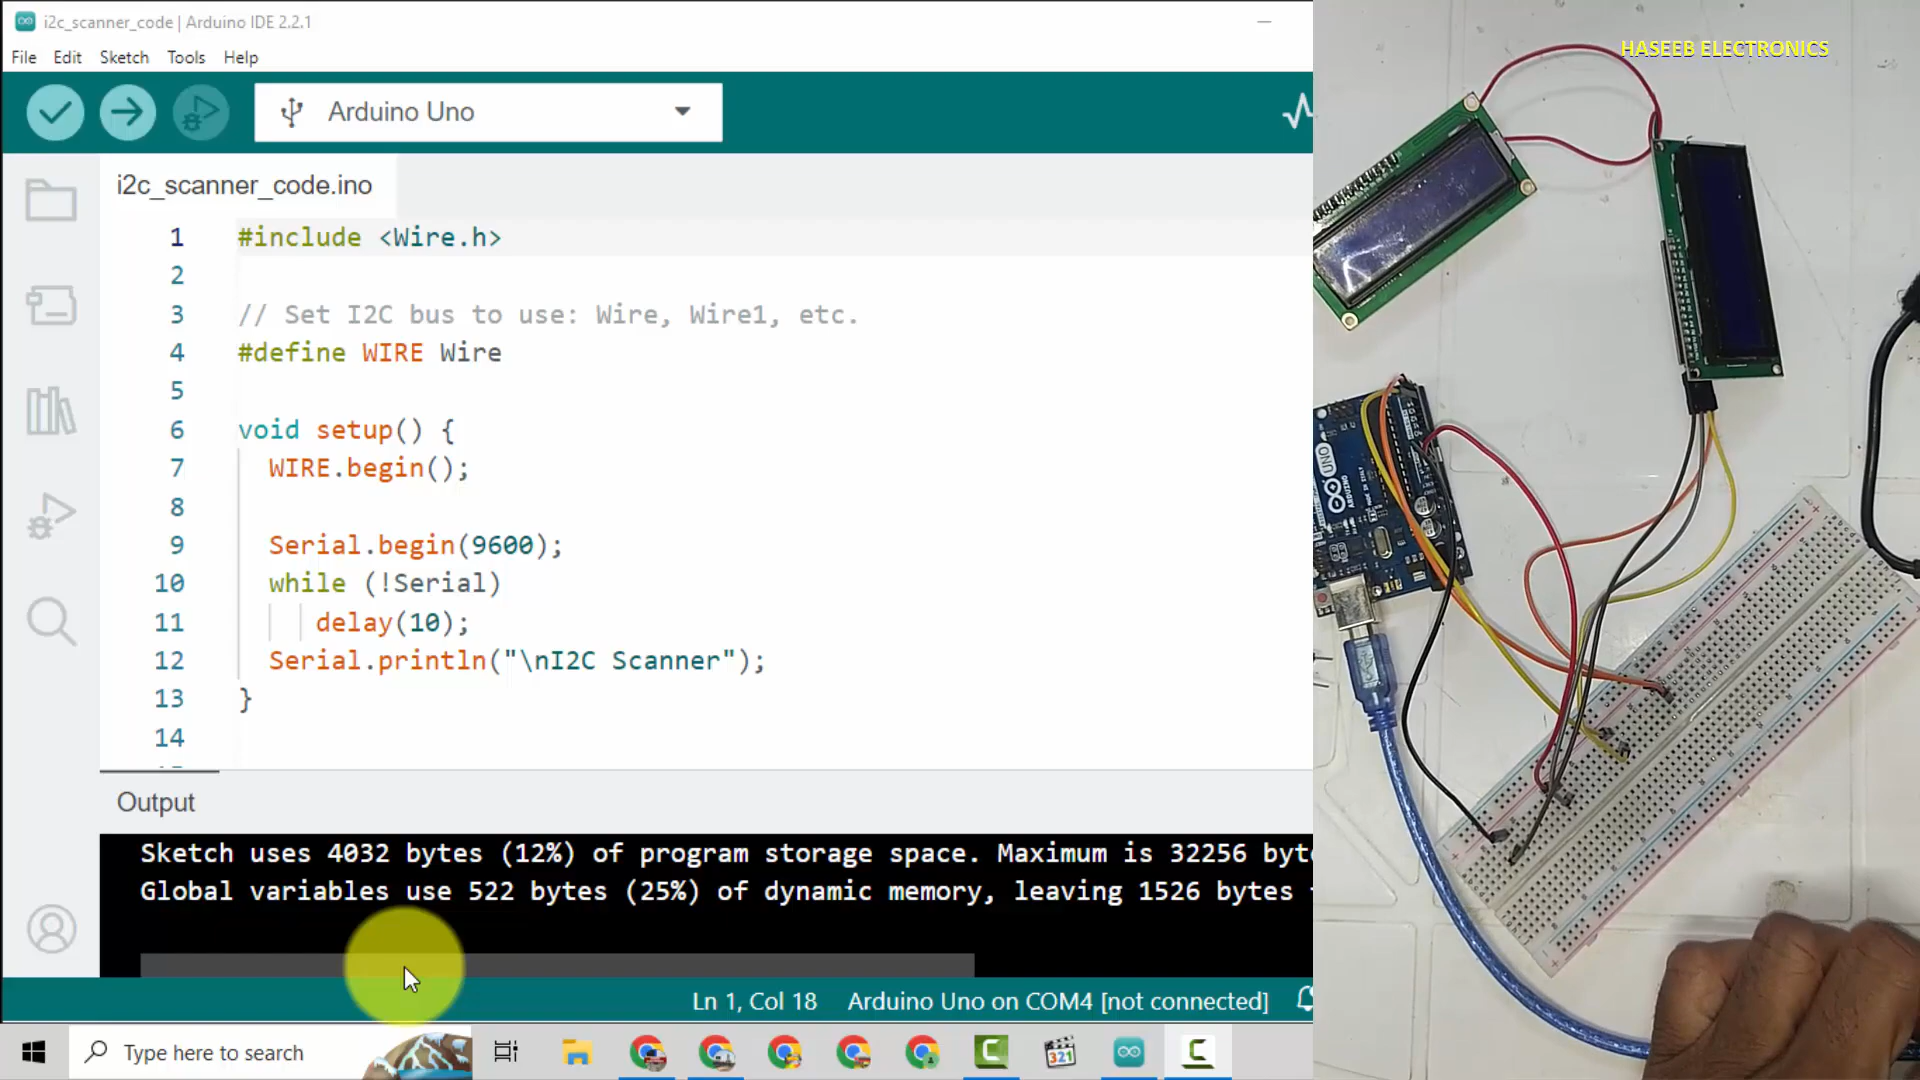 i2c_scanner_code | Arduino IDE 2.2.1
File Edit Sketch Tools Help
Arduino Uno
i2c_scanner_code.ino
1 #include <Wire.h>
2
3 // Set I2C bus to use: Wire, Wire1, etc.
4 #define WIRE Wire
5
6 void setup() {
7 WIRE.begin();
8
9 Serial.begin(9600);
10 while (!Serial)
11 delay(10);
12 Serial.println("\nI2C Scanner");
13 }
14
Output
Sketch uses 4032 bytes (12%) of program storage space. Maximum is 32256
Global variables use 522 bytes (25%) of dynamic memory, leaving 1526 bytes
Ln 1, Col 18 Arduino Uno on COM4 [not connected]
Type here to search
321
HASEEB ELECTRONICS
UNO
ARDUINO